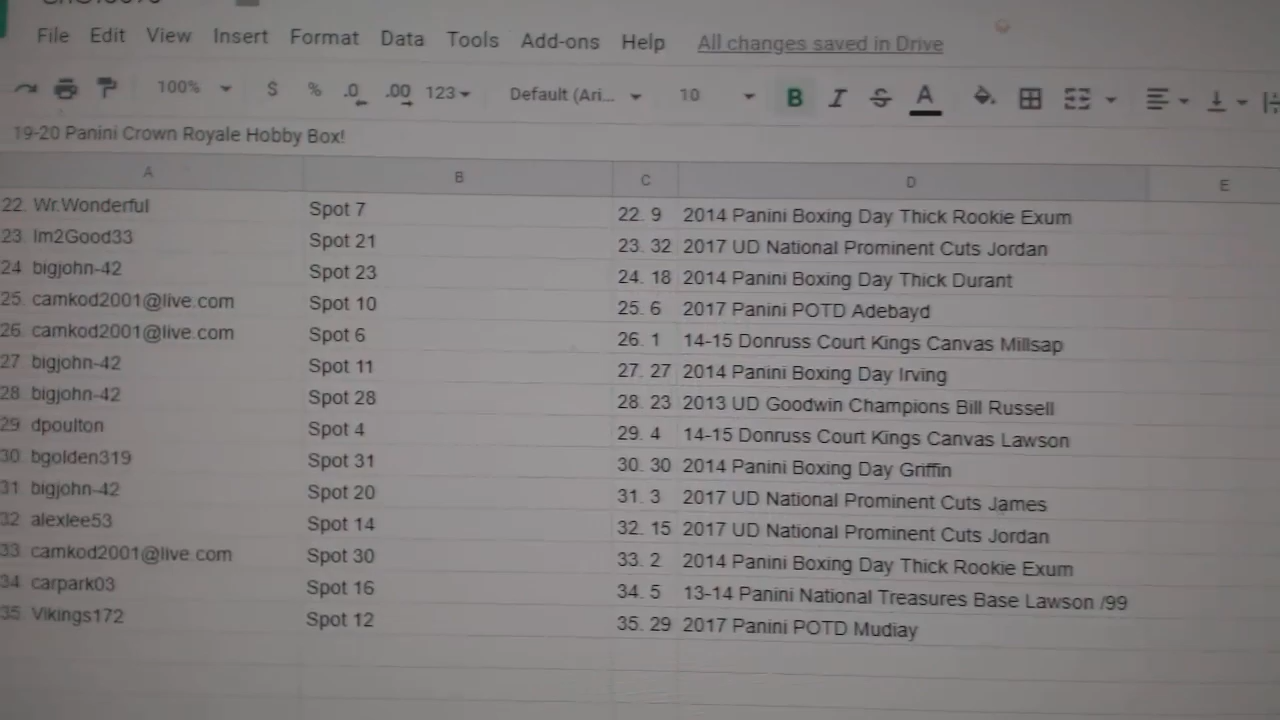 File Edit View Insert Format Data Tools Add-ons Help All changes saved in Drive
100% $ % .0 .00 123 Default (Ari... 10 B I S A
19-20 Panini Crown Royale Hobby Box!
A B C D E
22. Wr.Wonderful Spot 7 22. 9 2014 Panini Boxing Day Thick Rookie Exum
23. Im2Good33 Spot 21 23. 32 2017 UD National Prominent Cuts Jordan
24. bigjohn-42 Spot 23 24. 18 2014 Panini Boxing Day Thick Durant
25. camkod2001@live.com Spot 10 25. 6 2017 Panini POTD Adebayd
26. camkod2001@live.com Spot 6 26. 1 14-15 Donruss Court Kings Canvas Millsap
27. bigjohn-42 Spot 11 27. 27 2014 Panini Boxing Day Irving
28. bigjohn-42 Spot 28 28. 23 2013 UD Goodwin Champions Bill Russell
29. dpoulton Spot 4 29. 4 14-15 Donruss Court Kings Canvas Lawson
30. bgolden319 Spot 31 30. 30 2014 Panini Boxing Day Griffin
31. bigjohn-42 Spot 20 31. 3 2017 UD National Prominent Cuts James
32. alexlee53 Spot 14 32. 15 2017 UD National Prominent Cuts Jordan
33. camkod2001@live.com Spot 30 33. 2 2014 Panini Boxing Day Thick Rookie Exum
34. carpark03 Spot 16 34. 5 13-14 Panini National Treasures Base Lawson /99
35. Vikings172 Spot 12 35. 29 2017 Panini POTD Mudiay